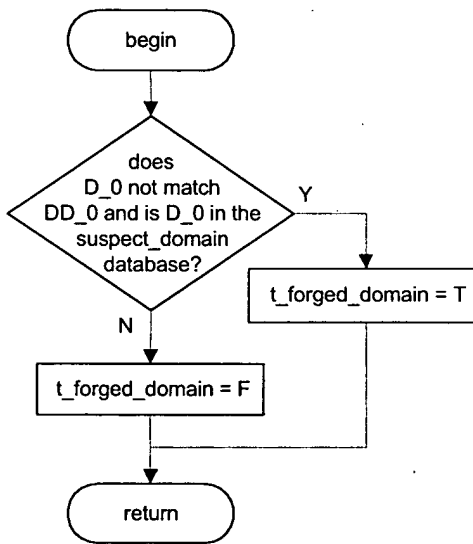 begin
does
D_0 not match
DD_0 and is D_0 in the
suspect_domain
database?
Y
t_forged_domain = T
N
t_forged_domain = F
return